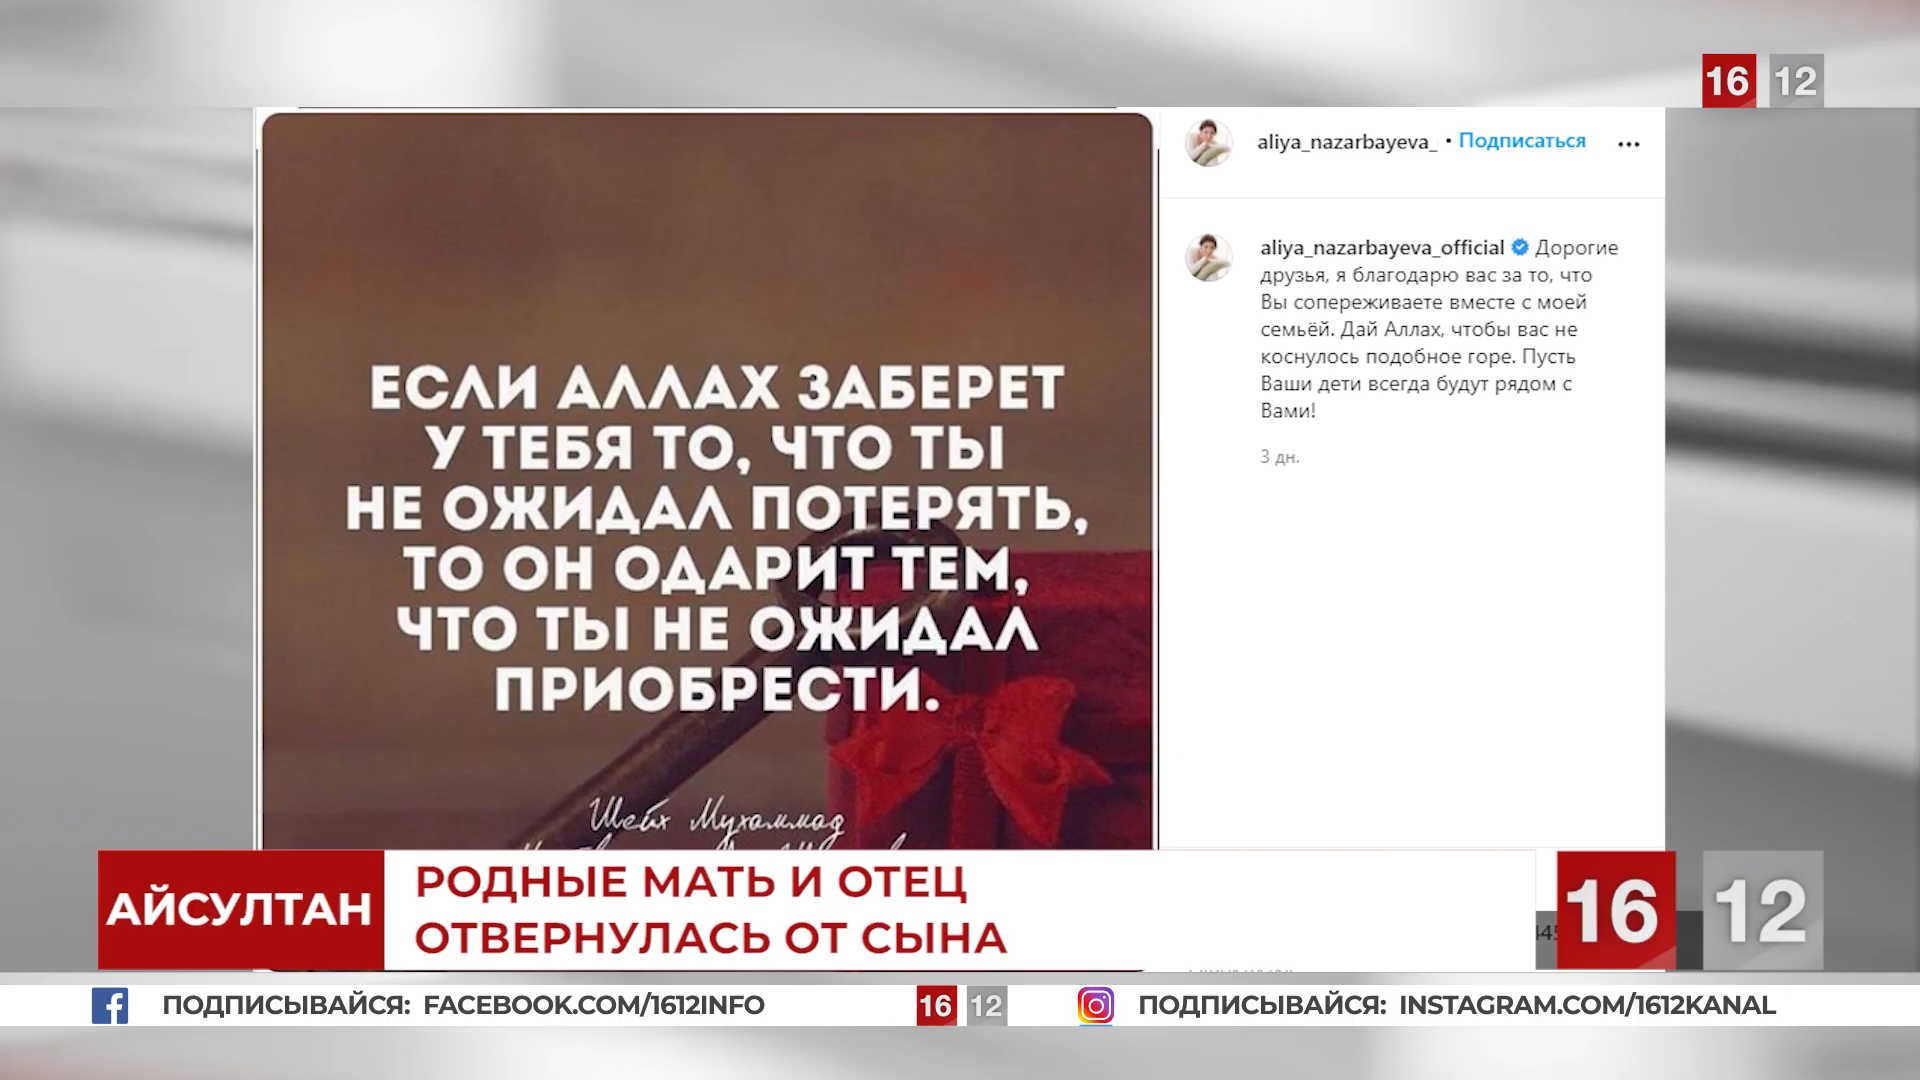 16 12
ЕСЛИ АЛЛАХ ЗАБЕРЕТ
У ТЕБЯ ТО, ЧТО ТЫ
НЕ ОЖИДАЛ ПОТЕРЯТЬ,
ТО ОН ОДАРИТ ТЕМ,
ЧТО ТЫ НЕ ОЖИДАЛ
ПРИОБРЕСТИ.
Шейх Мухаммад
aliya_nazarbayeva_ • Подписаться
aliya_nazarbayeva_official Дорогие
друзья, я благодарю вас за то, что
Вы сопереживаете вместе с моей
семьёй. Дай Аллах, чтобы вас не
коснулось подобное горе. Пусть
Ваши дети всегда будут рядом с
Вами!
3 дн.
АЙСУЛТАН
РОДНЫЕ МАТЬ И ОТЕЦ
ОТВЕРНУЛАСЬ ОТ СЫНА
16 12
ПОДПИСЫВАЙСЯ: FACEBOOK.COM/1612INFO
16 12
ПОДПИСЫВАЙСЯ: INSTAGRAM.COM/1612KANAL